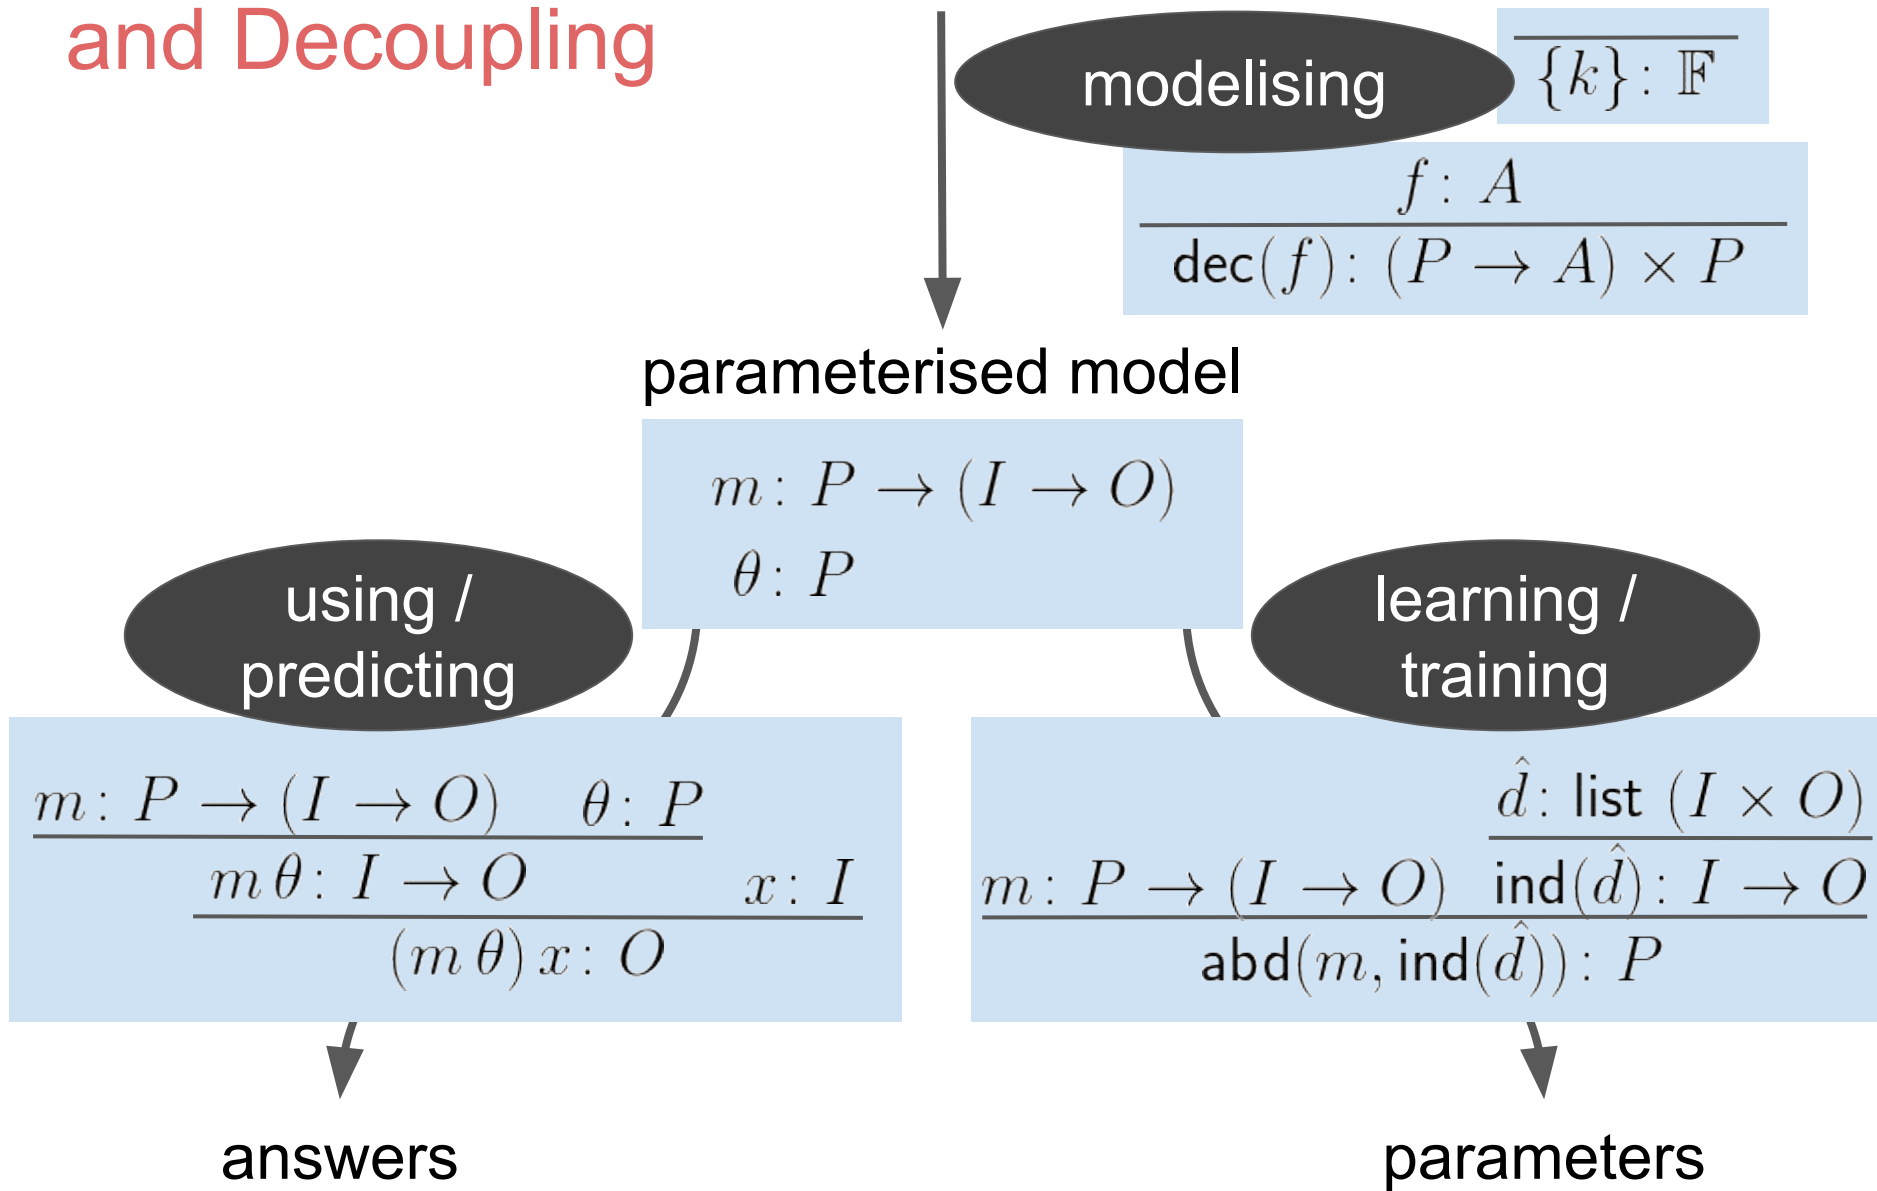 and Decoupling
modelising
{k}: 𝔽
f: A
dec(f): (P → A) × P
parameterised model
m: P → (I → O)
θ: P
using /
predicting
learning /
training
m: P → (I → O) θ: P
m θ: I → O x: I
(m θ) x: O
d̂: list (I × O)
m: P → (I → O) ind(d̂): I → O
abd(m, ind(d̂)): P
answers
parameters